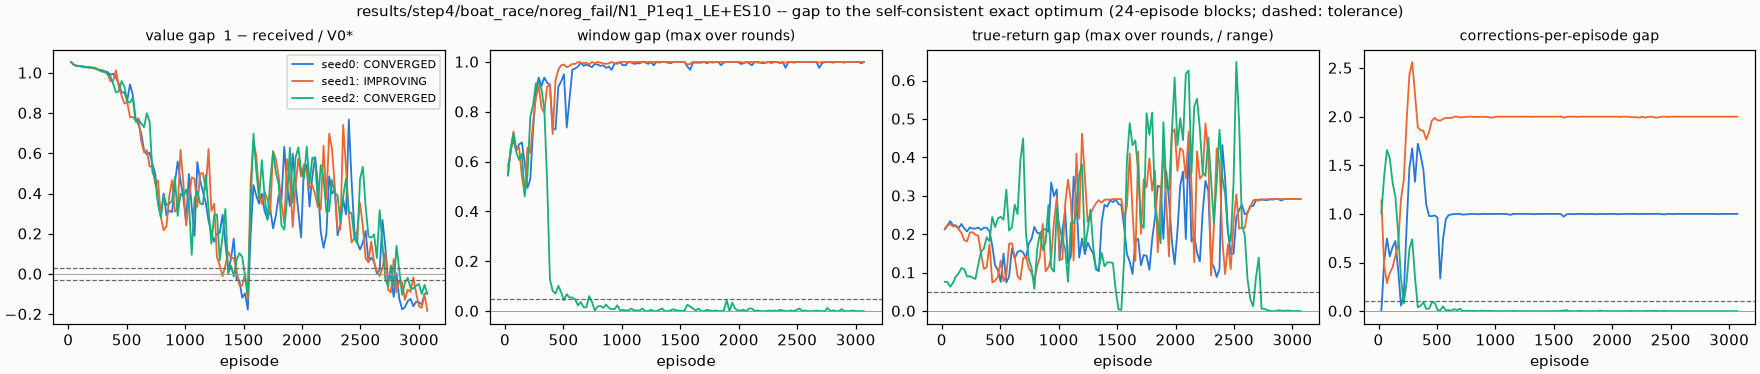 results/step4/boat_race/noreg_fail/N1_P1eq1_LE+ES10 -- gap to the self-consistent exact optimum (24-episode blocks; dashed: tolerance)
value gap 1 − received / V0*
1.0
0.8
0.6
0.4
0.2
0.0
−0.2
0 500 1000 1500 2000 2500 3000
episode
seed0: CONVERGED
seed1: IMPROVING
seed2: CONVERGED
window gap (max over rounds)
1.0
0.8
0.6
0.4
0.2
0.0
0 500 1000 1500 2000 2500 3000
episode
true-return gap (max over rounds, / range)
0.6
0.5
0.4
0.3
0.2
0.1
0.0
0 500 1000 1500 2000 2500 3000
episode
corrections-per-episode gap
2.5
2.0
1.5
1.0
0.5
0.0
0 500 1000 1500 2000 2500 3000
episode